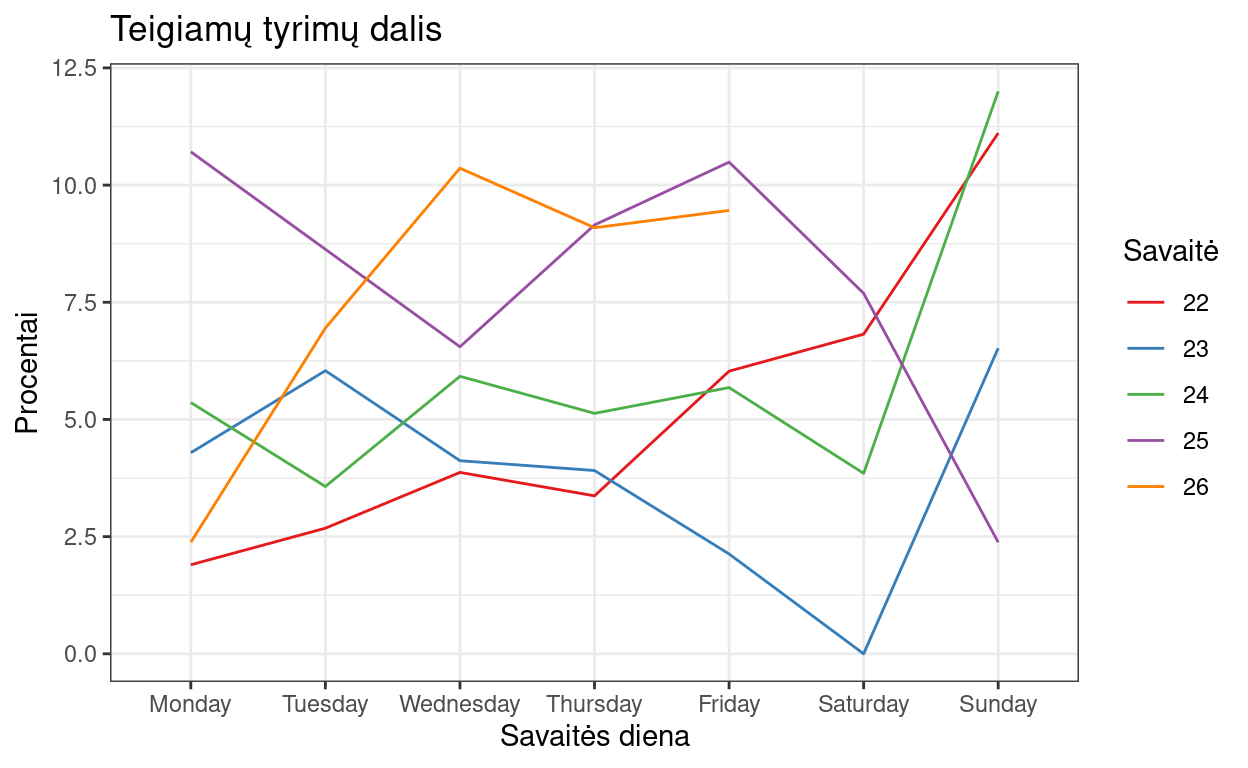 Teigiamų tyrimų dalis
12.5
10.0
7.5
5.0
2.5
0.0
Procentai
Monday Tuesday Wednesday Thursday Friday Saturday Sunday
Savaitės diena
Savaitė
22
23
24
25
26